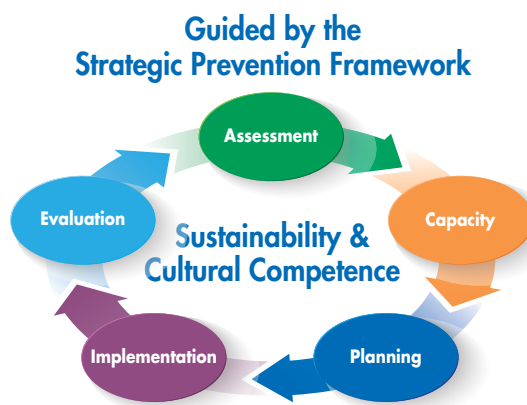 Guided by the
Strategic Prevention Framework
Assessment
Evaluation
Capacity
Sustainability &
Cultural Competence
Implementation
Planning